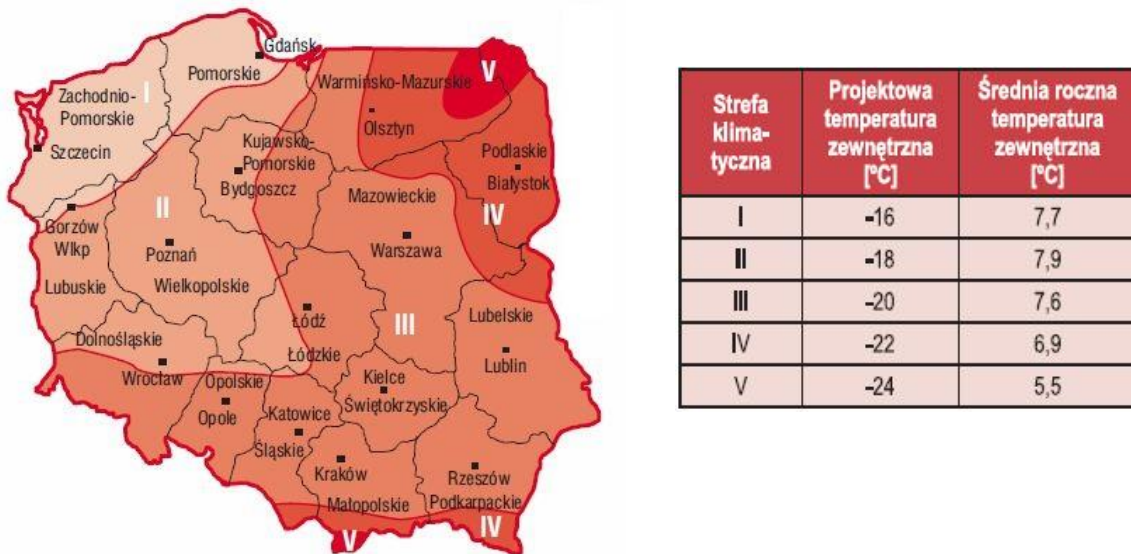 Gdańsk
Pomorskie
V
Warmińsko-Mazurskie
Zachodnio-
Pomorskie
I
Olsztyn
Szczecin
Kujawsko-
Pomorskie
Bydgoszcz
Podlaskie
Białystok
Mazowieckie
II
IV
Gorzów
Wlkp
Poznań
Warszawa
Lubuskie
Wielkopolskie
Łódź
III
Lubelskie
Dolnośląskie
Łódzkie
Lublin
Wrocław
Opolskie
Kielce
Świętokrzyskie
Opole
Katowice
Śląskie
Kraków
Rzeszów
Małopolskie
Podkarpackie
V
IV
Strefa
klima-
tyczna
Projektowa
temperatura
zewnętrzna
[ºC]
Średnia roczna
temperatura
zewnętrzna
[ºC]
I -16 7,7
II -18 7,9
III -20 7,6
IV -22 6,9
V -24 5,5